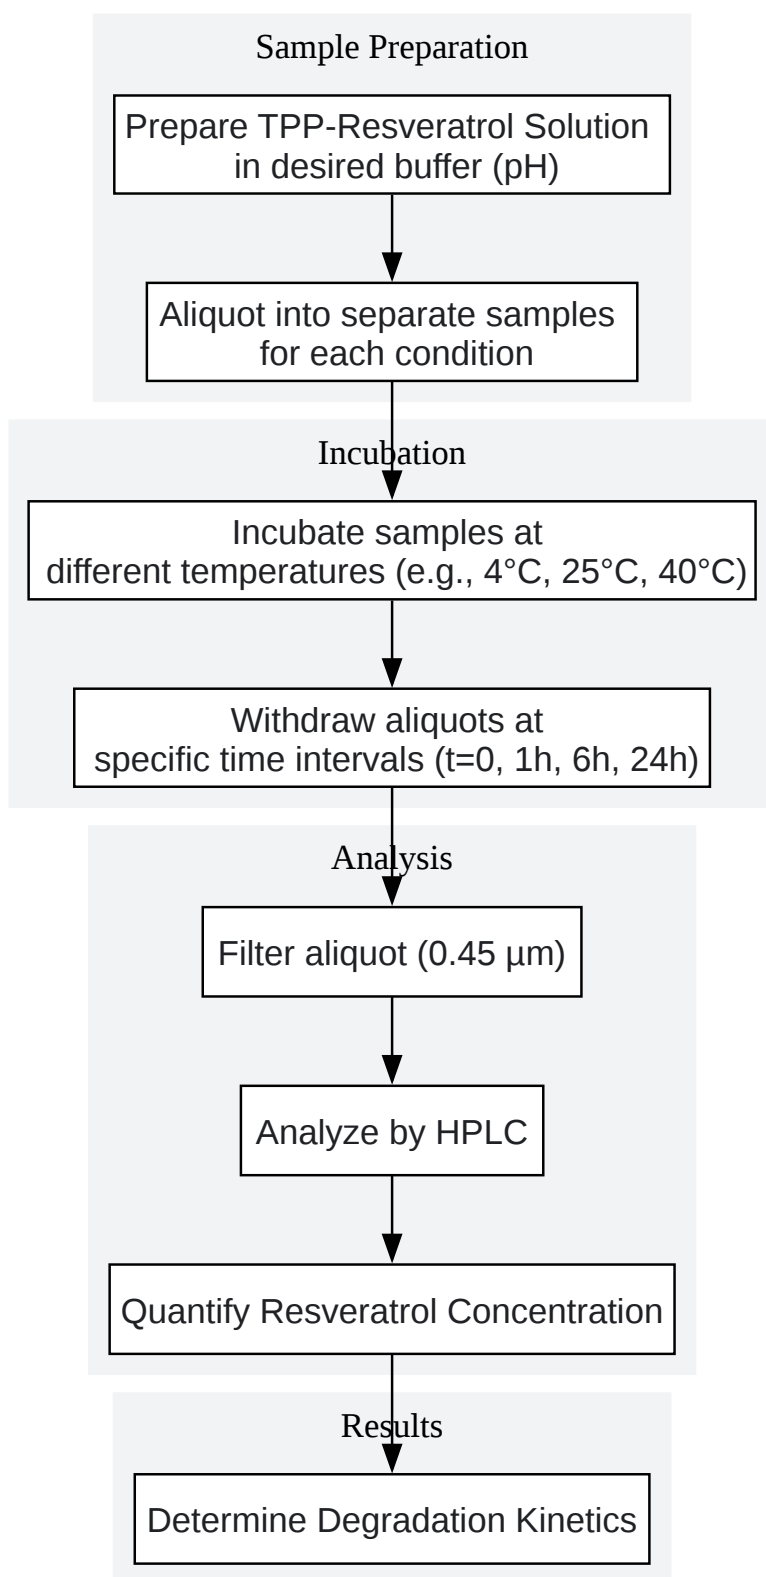 Sample Preparation
Prepare TPP-Resveratrol Solution
in desired buffer (pH)
Aliquot into separate samples
for each condition
Incubation
Incubate samples at
different temperatures (e.g., 4°C, 25°C, 40°C)
Withdraw aliquots at
specific time intervals (t=0, 1h, 6h, 24h)
Analysis
Filter aliquot (0.45 µm)
Analyze by HPLC
Quantify Resveratrol Concentration
Results
Determine Degradation Kinetics